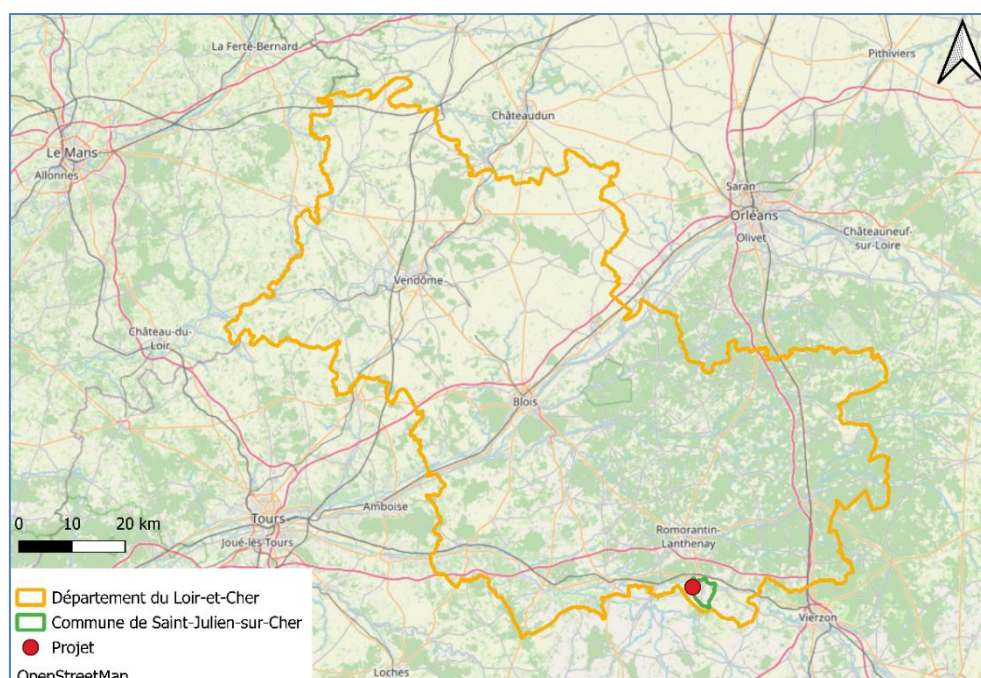 La Ferté-Bernard
Pithiviers
Châteaudun
Le Mans
Allonnes
Saran
Orléans
Olivet
Châteauneuf-
sur-Loire
Vendôme
Château-du-
Loir
Blois
Amboise
Tours
Joué-lès-Tours
Romorantin-
Lanthenay
Vierzon
Loches
0 10 20 km
Département du Loir-et-Cher
Commune de Saint-Julien-sur-Cher
Projet
OpenStreetMap